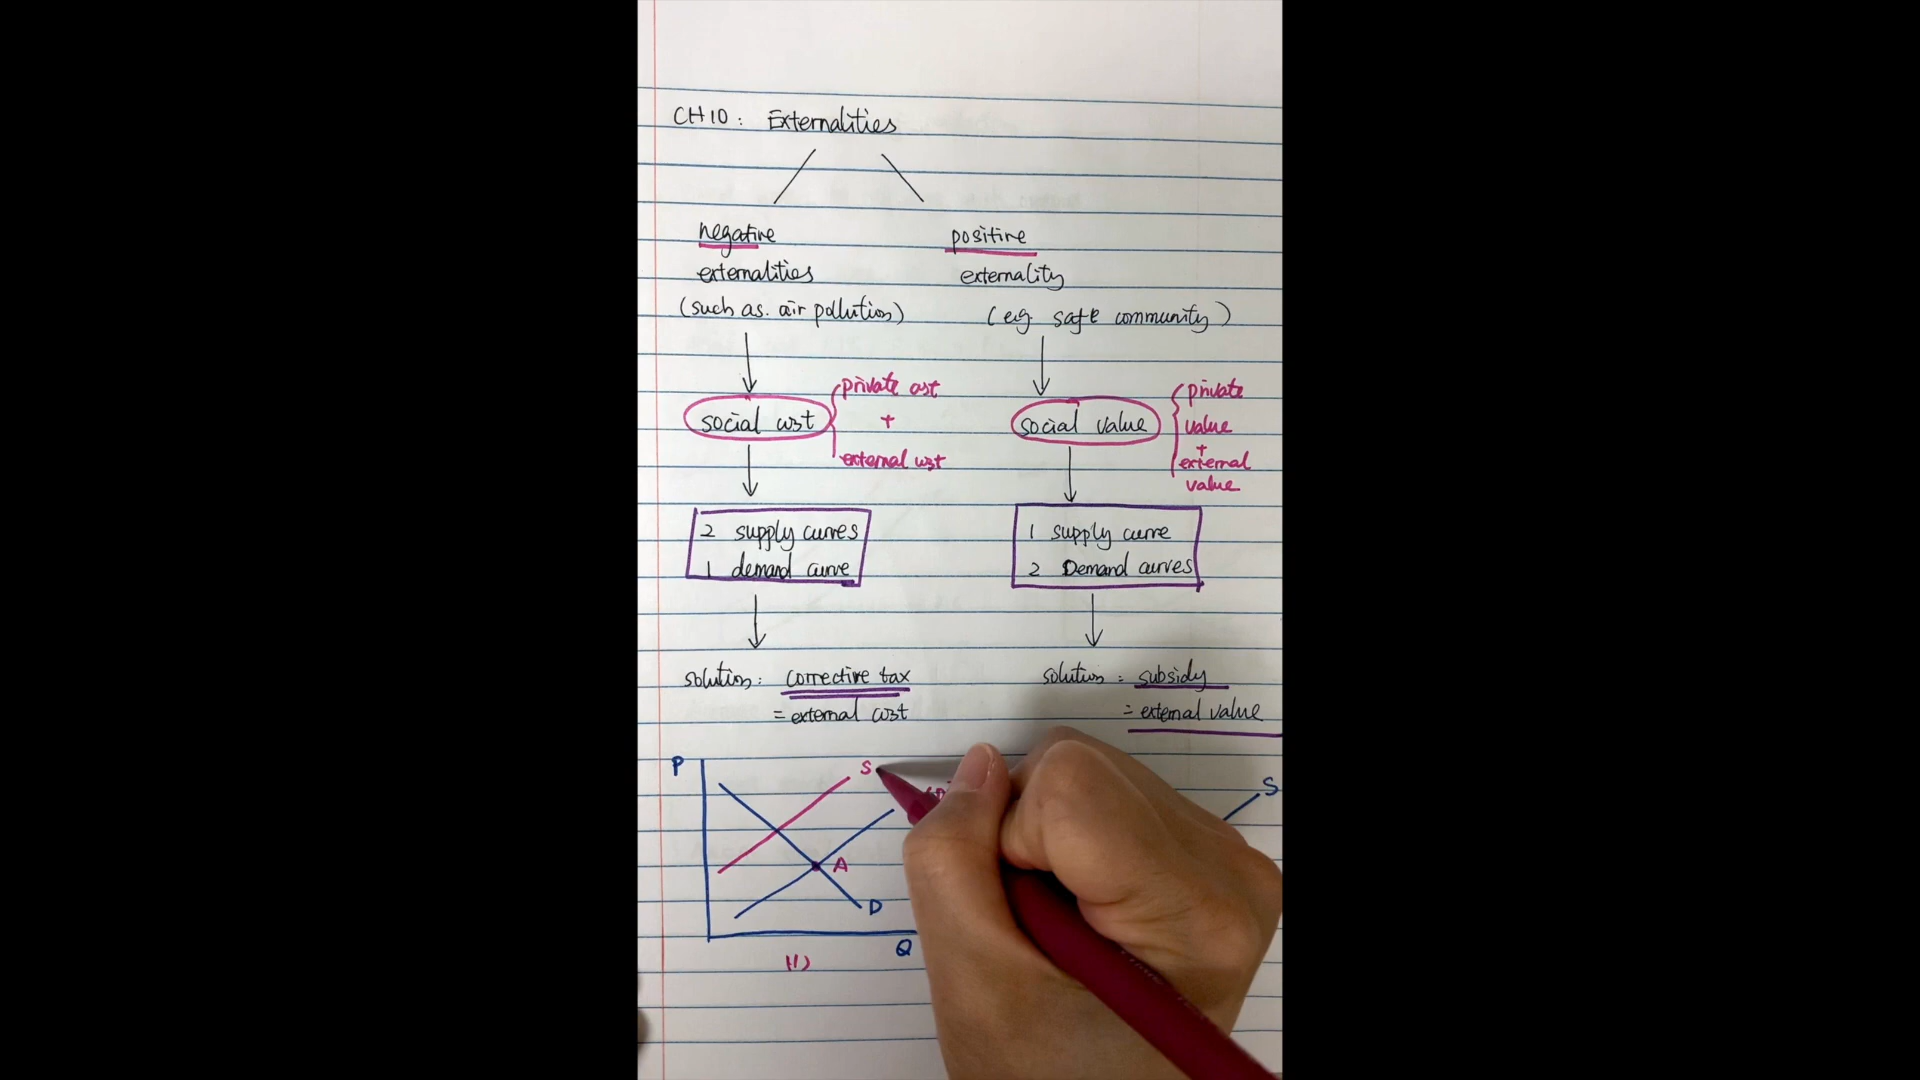 CH10: Externalities
negative
externalities
(such as. air pollution)
positive
externality
(eg. safe community)
social cost
private cost
+
external cost
social value
private
value
+
external
value
2 supply curves
1 demand curve
1 supply curve
2 Demand curves
solution: corrective tax
= external cost
solution: subsidy
= external value
P
S
A
D
Q
(1)
S